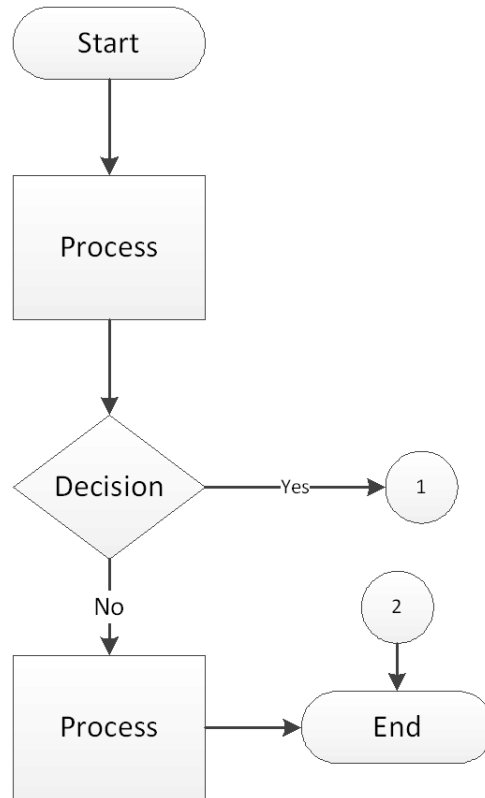 Start
Process
Decision
Yes
1
No
2
Process
End